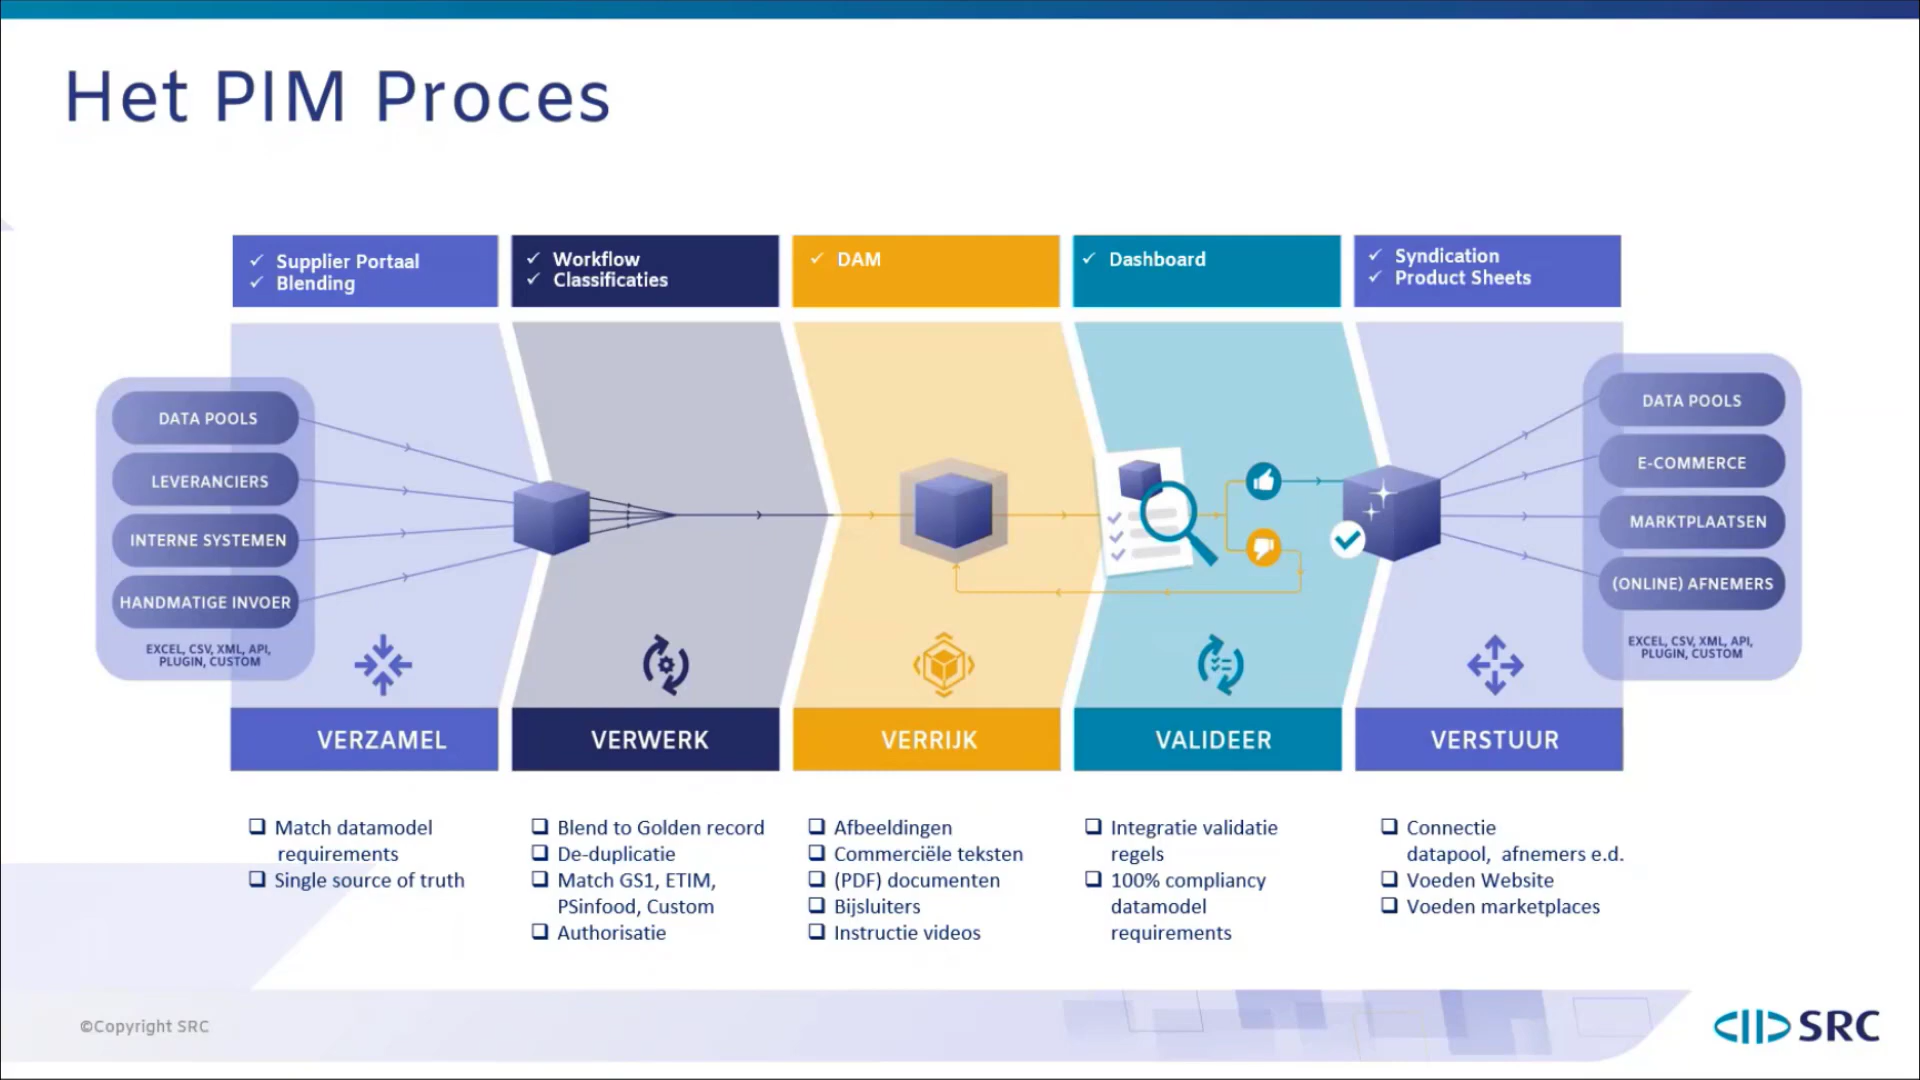 Het PIM Proces
Supplier Portaal
Blending
Workflow
Classificaties
DAM
Dashboard
Syndication
Product Sheets
DATA POOLS
LEVERANCIERS
INTERNE SYSTEMEN
HANDMATIGE INVOER
EXCEL, CSV, XML, API,
PLUGIN, CUSTOM
DATA POOLS
E-COMMERCE
MARKTPLAATSEN
(ONLINE) AFNEMERS
EXCEL, CSV, XML, API,
PLUGIN, CUSTOM
VERZAMEL
VERWERK
VERRIJK
VALIDEER
VERSTUUR
Match datamodel
requirements
Single source of truth
Blend to Golden record
De-duplicatie
Match GS1, ETIM,
PSinfood, Custom
Authorisatie
Afbeeldingen
Commerciële teksten
(PDF) documenten
Bijsluiters
Instructie videos
Integratie validatie
regels
100% compliancy
datamodel
requirements
Connectie
datapool, afnemers e.d.
Voeden Website
Voeden marketplaces
©Copyright SRC
SRC